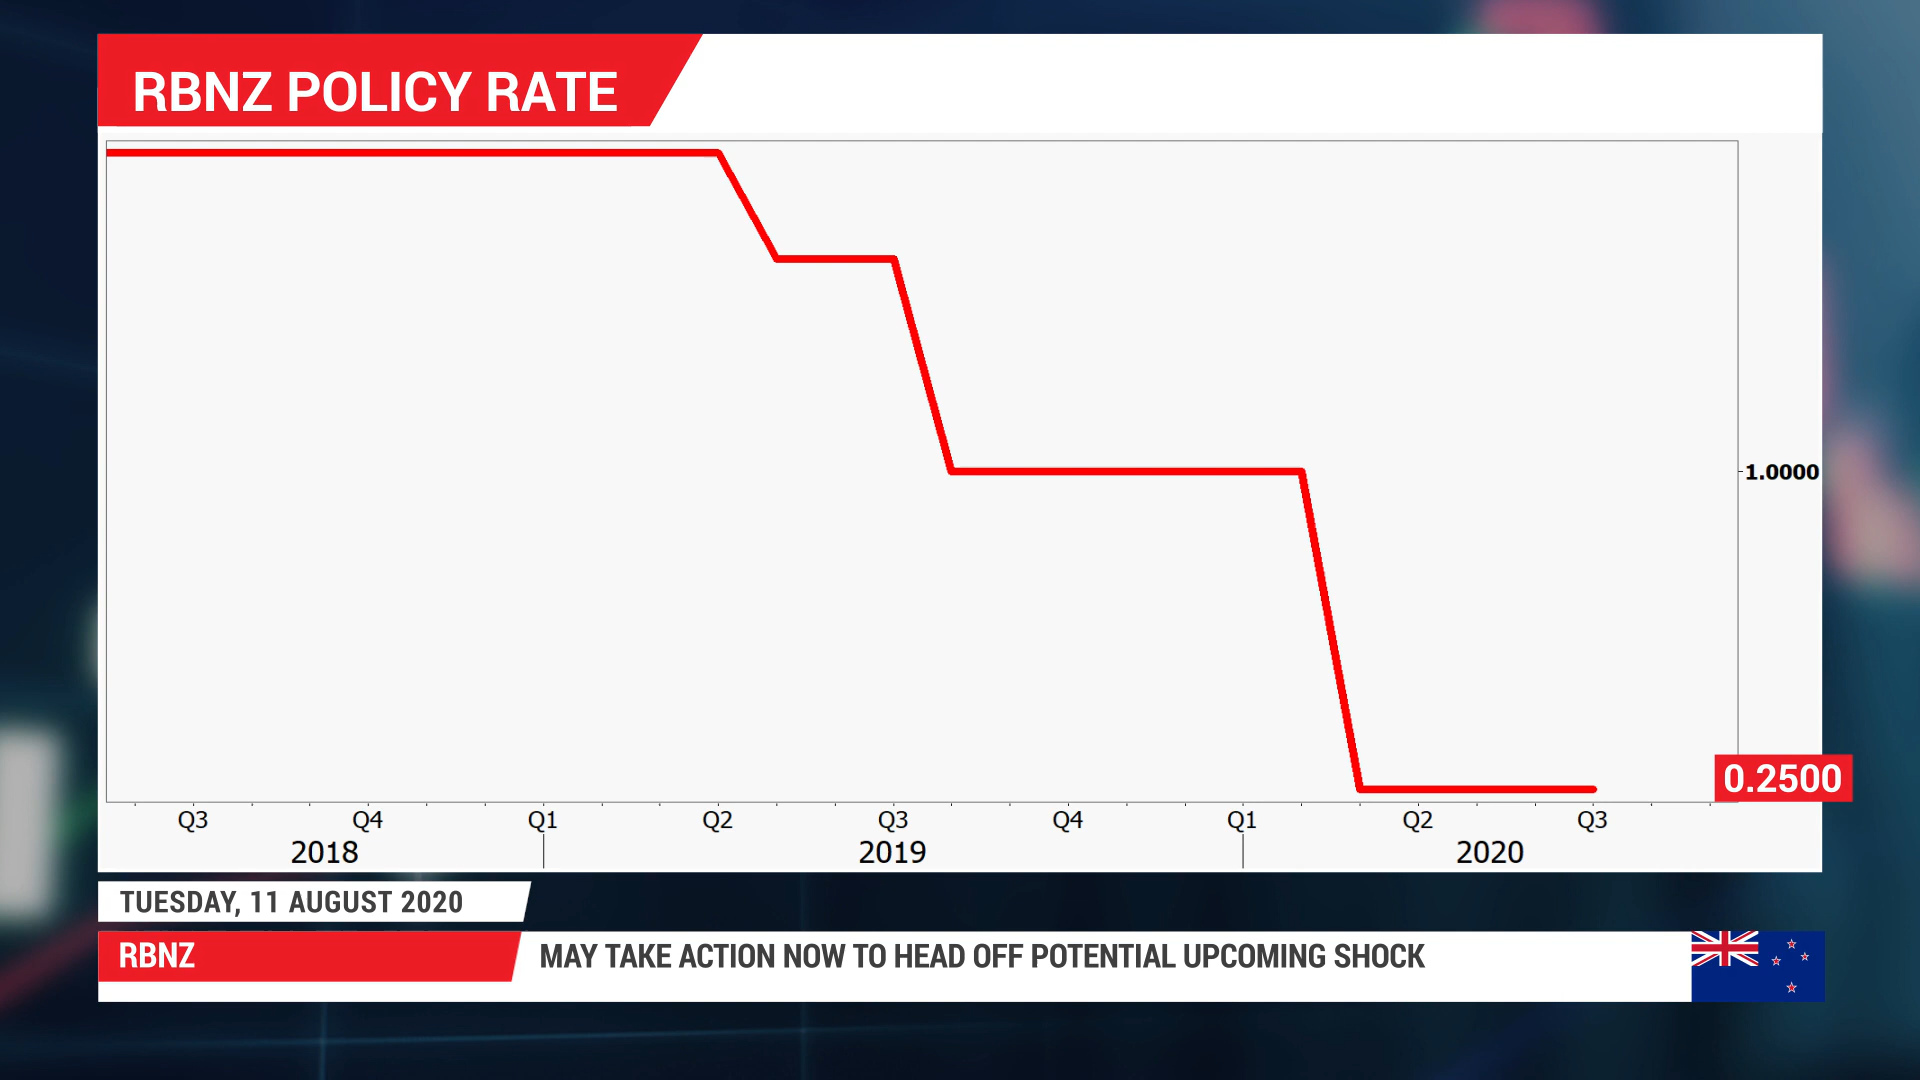 RBNZ POLICY RATE
1.0000
0.2500
Q3 Q4 Q1 Q2 Q3 Q4 Q1 Q2 Q3
2018 2019 2020
TUESDAY, 11 AUGUST 2020
RBNZ MAY TAKE ACTION NOW TO HEAD OFF POTENTIAL UPCOMING SHOCK